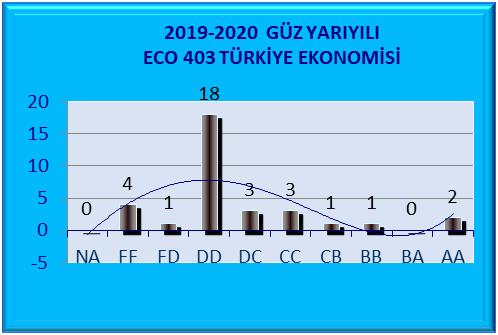 2019-2020 GÜZ YARIYILI
ECO 403 TÜRKİYE EKONOMİSİ
20
15
10
5
0
-5
0 4 1 18 3 3 1 1 0 2
NA FF FD DD DC CC CB BB BA AA